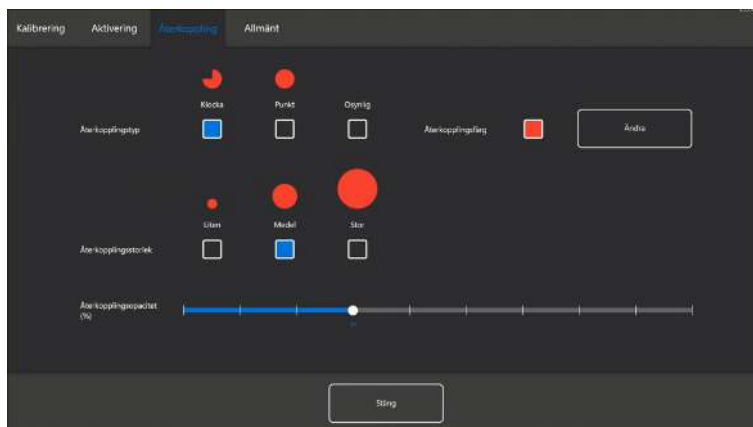 Kalibrering
Aktivering
Återkoppling
Allmänt
Klocka
Punkt
Osynlig
Återkopplingstyp
Återkopplingsfärg
Ändra
Liten
Medel
Stor
Återkopplingsstorlek
Återkopplingsopacitet
(%)
Stäng